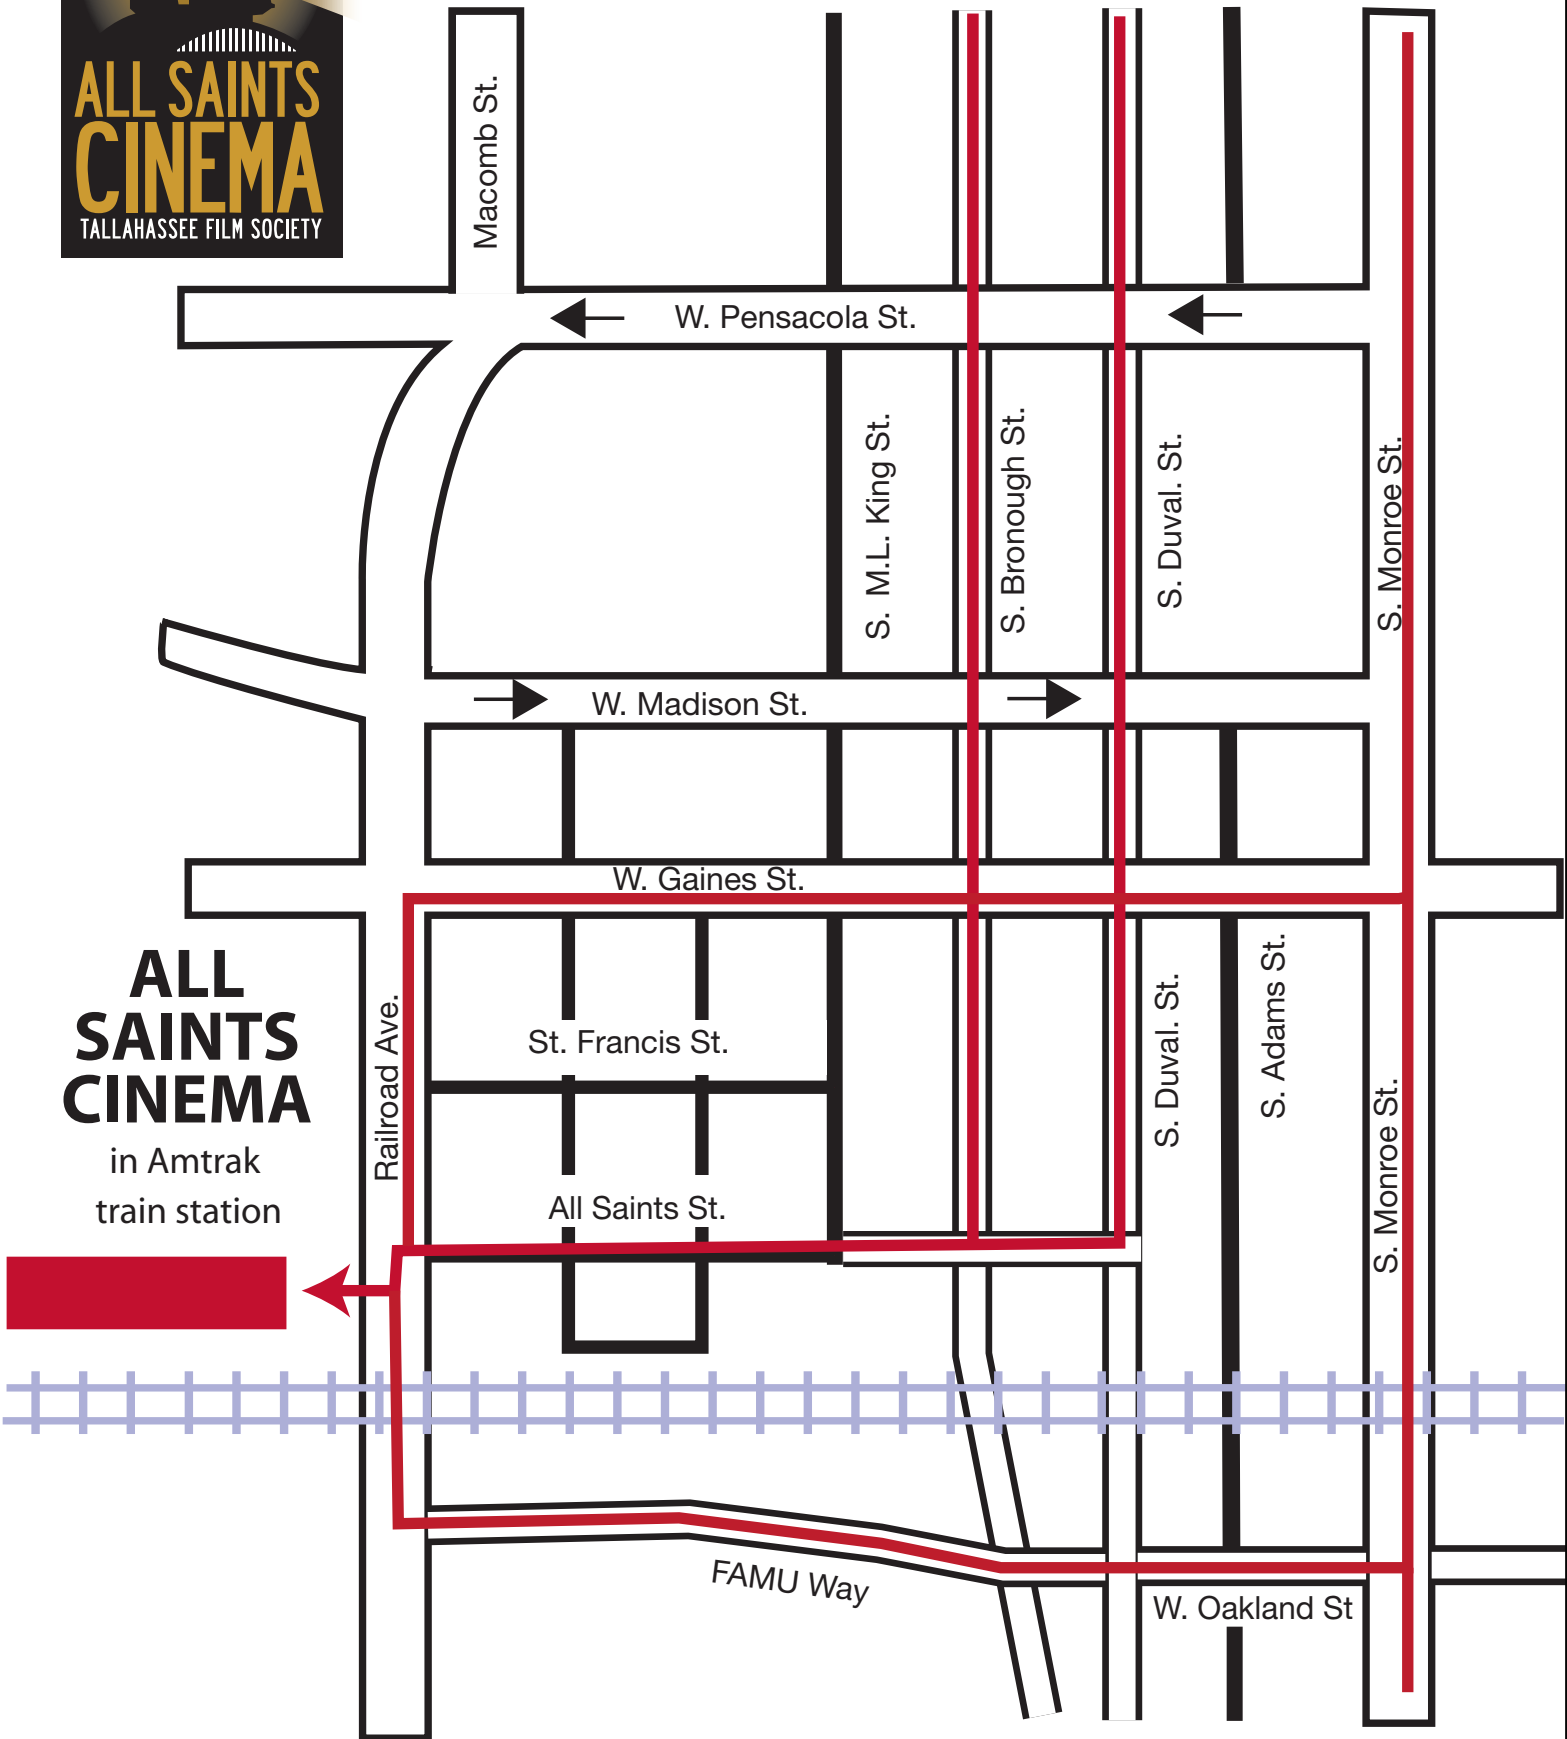 ALL SAINTS
CINEMA
TALLAHASSEE FILM SOCIETY
Macomb St.
W. Pensacola St.
S. M.L. King St.
S. Bronough St.
S. Duval. St.
S. Monroe St.
W. Madison St.
W. Gaines St.
ALL
SAINTS
CINEMA
in Amtrak
train station
Railroad Ave.
St. Francis St.
All Saints St.
S. Duval. St.
S. Adams St.
S. Monroe St.
FAMU Way
W. Oakland St